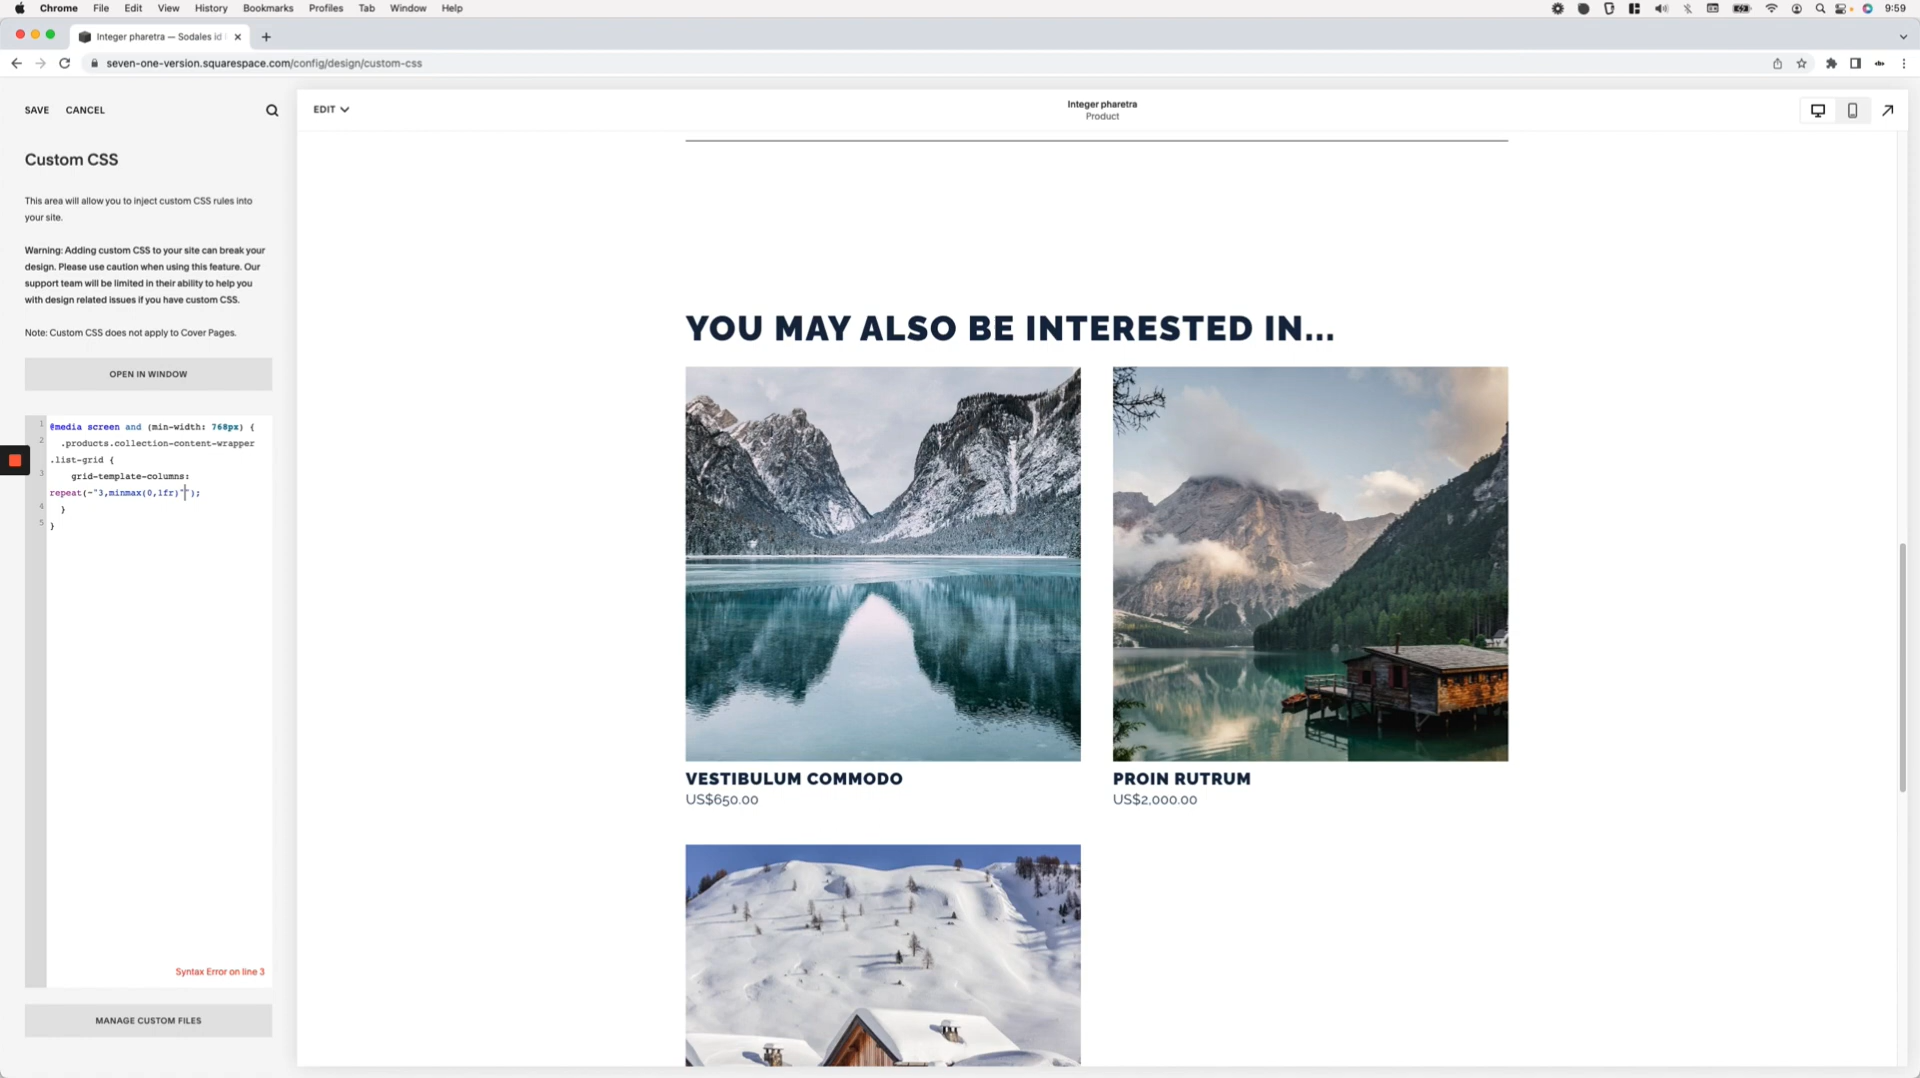 Chrome File Edit View History Bookmarks Profiles Tab Window Help 9:59
Integer pharetra — Sodales id
seven-one-version.squarespace.com/config/design/custom-css
SAVE CANCEL
EDIT
Integer pharetra
Product
Custom CSS
This area will allow you to inject custom CSS rules into
your site.
Warning: Adding custom CSS to your site can break your
design. Please use caution when using this feature. Our
support team will be limited in their ability to help you
with design related issues if you have custom CSS.
Note: Custom CSS does not apply to Cover Pages.
OPEN IN WINDOW
1 @media screen and (min-width: 768px) {
2 .products.collection-content-wrapper
.list-grid {
3 grid-template-columns:
repeat(~"3,minmax(0,1fr)"");
4 }
5 }
Syntax Error on line 3
MANAGE CUSTOM FILES
YOU MAY ALSO BE INTERESTED IN...
VESTIBULUM COMMODO
US$650.00
PROIN RUTRUM
US$2,000.00